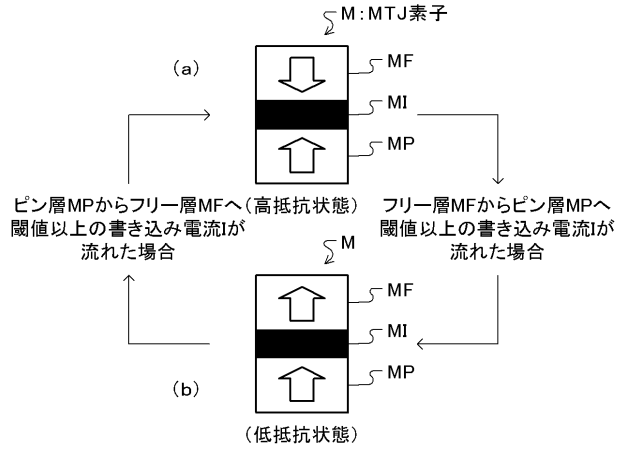 M:MTJ素子
(a)
MF
MI
MP
(高抵抗状態)
ピン層MPからフリー層MFへ
閾値以上の書き込み電流Iが
流れた場合
フリー層MFからピン層MPへ
閾値以上の書き込み電流Iが
流れた場合
M
MF
MI
MP
(b)
(低抵抗状態)